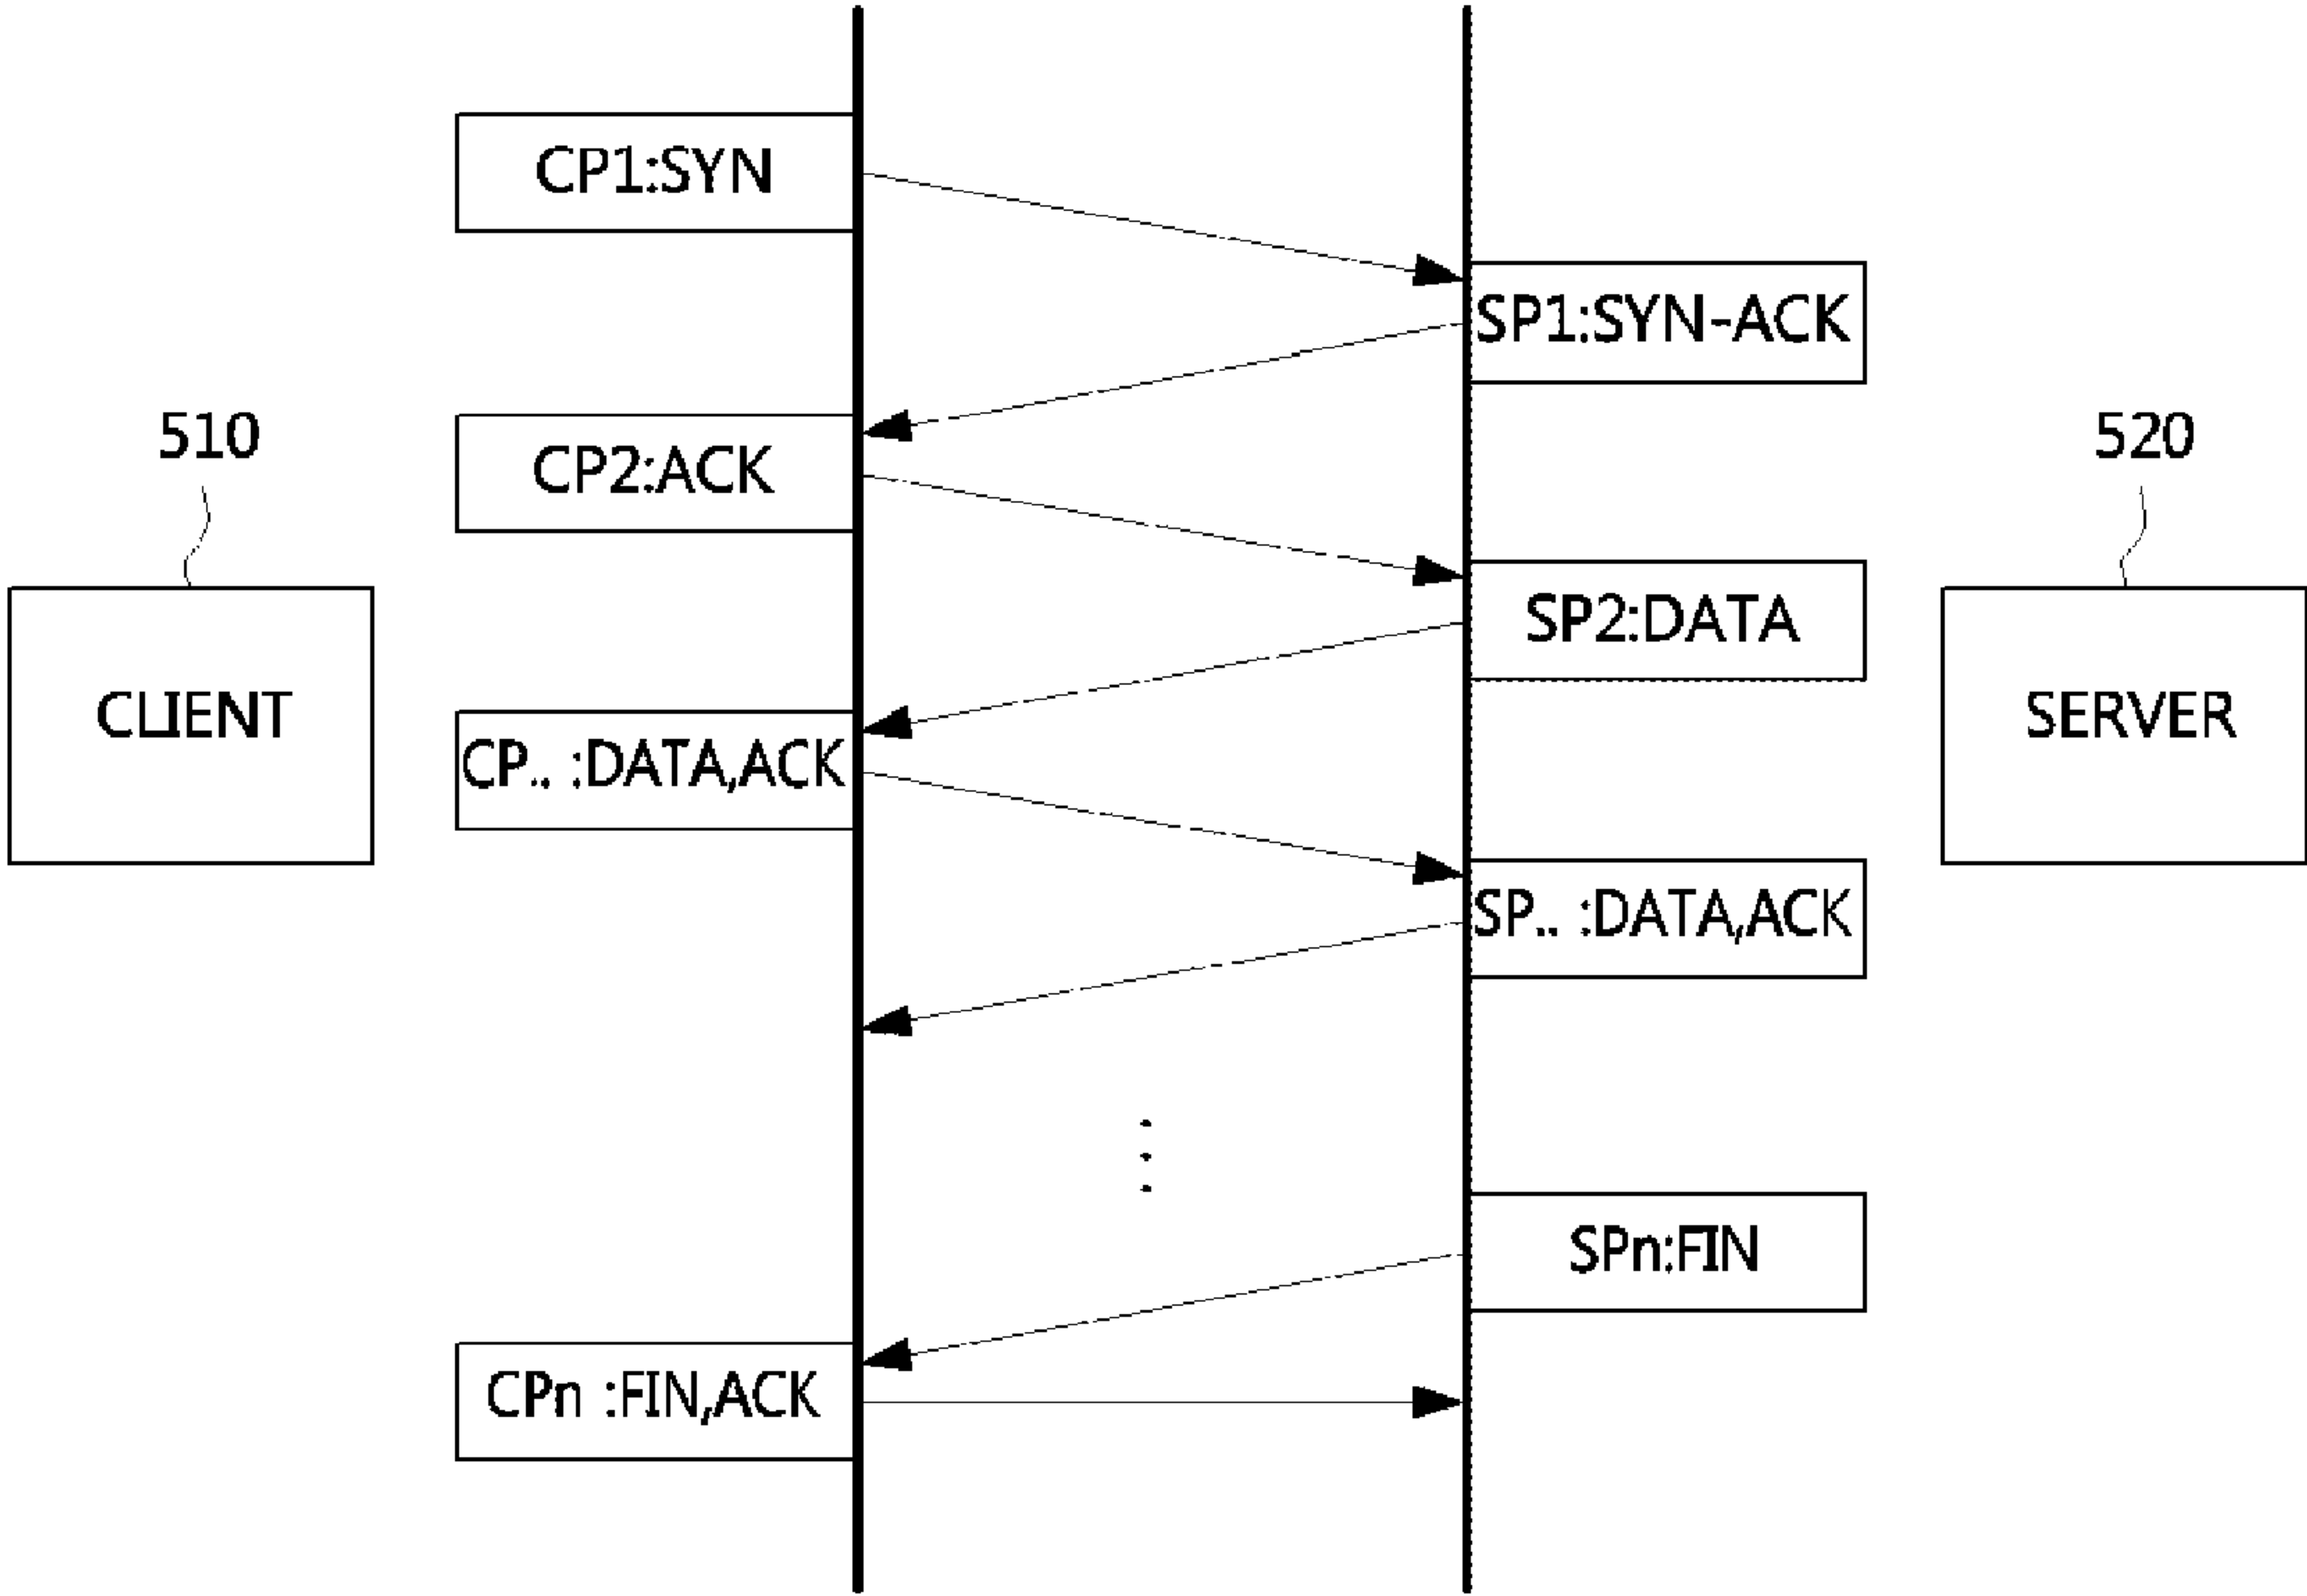 CP1:SYN
SP1:SYN-ACK
510
520
CP2:ACK
SP2:DATA
CLIENT
SERVER
CP.. :DATA,ACK
SP.. :DATA,ACK
SPn:FIN
CPn :FIN,ACK